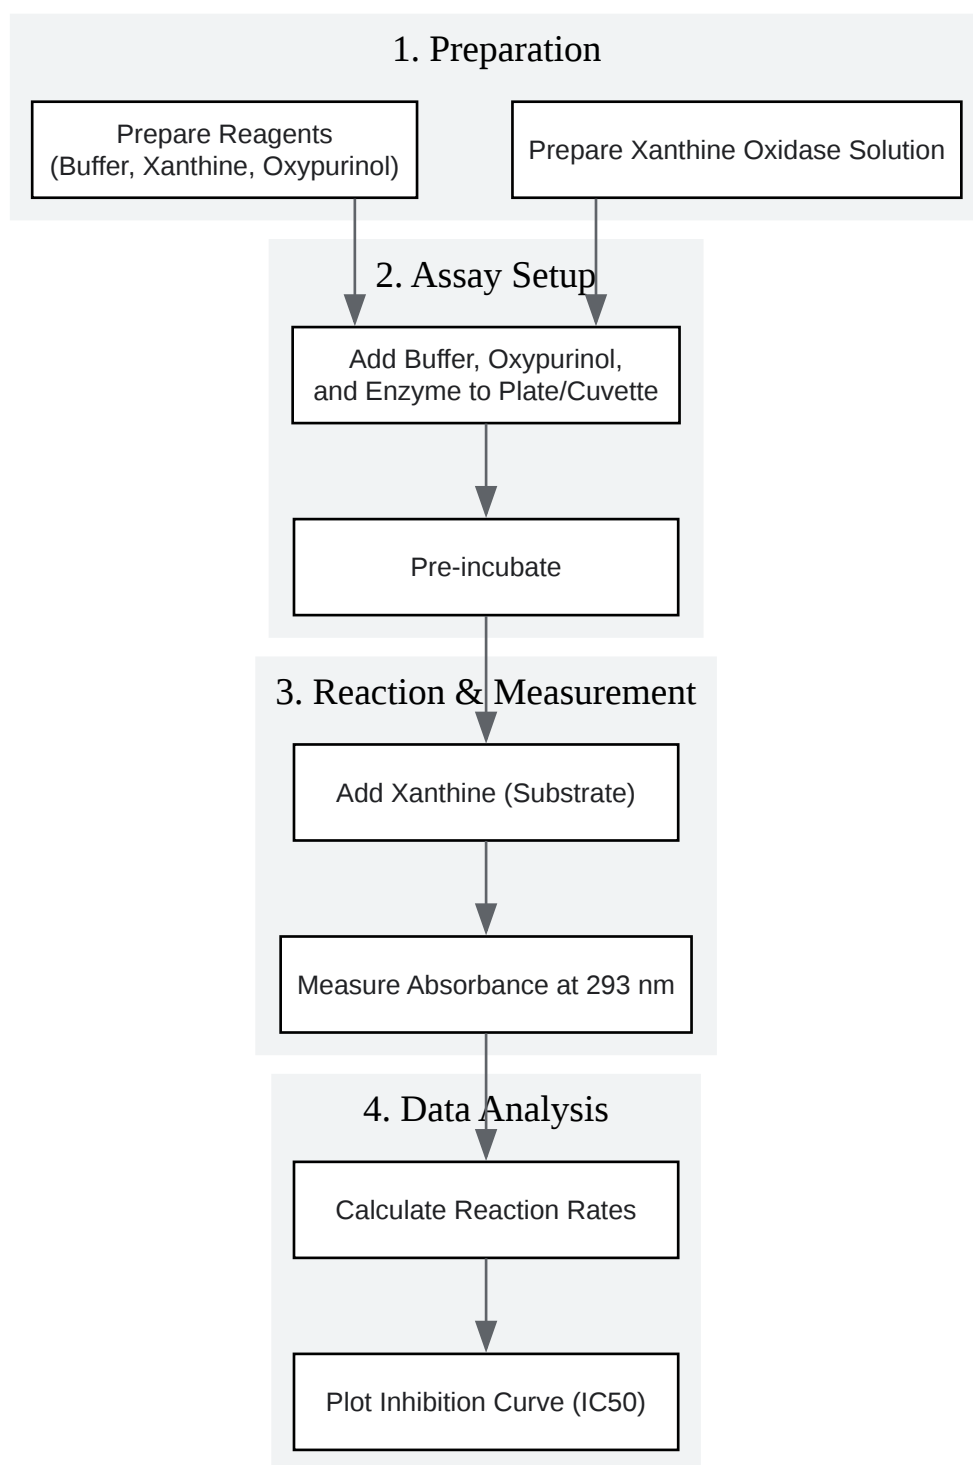 1. Preparation
Prepare Reagents
(Buffer, Xanthine, Oxypurinol)
Prepare Xanthine Oxidase Solution
2. Assay Setup
Add Buffer, Oxypurinol,
and Enzyme to Plate/Cuvette
Pre-incubate
3. Reaction & Measurement
Add Xanthine (Substrate)
Measure Absorbance at 293 nm
4. Data Analysis
Calculate Reaction Rates
Plot Inhibition Curve (IC50)